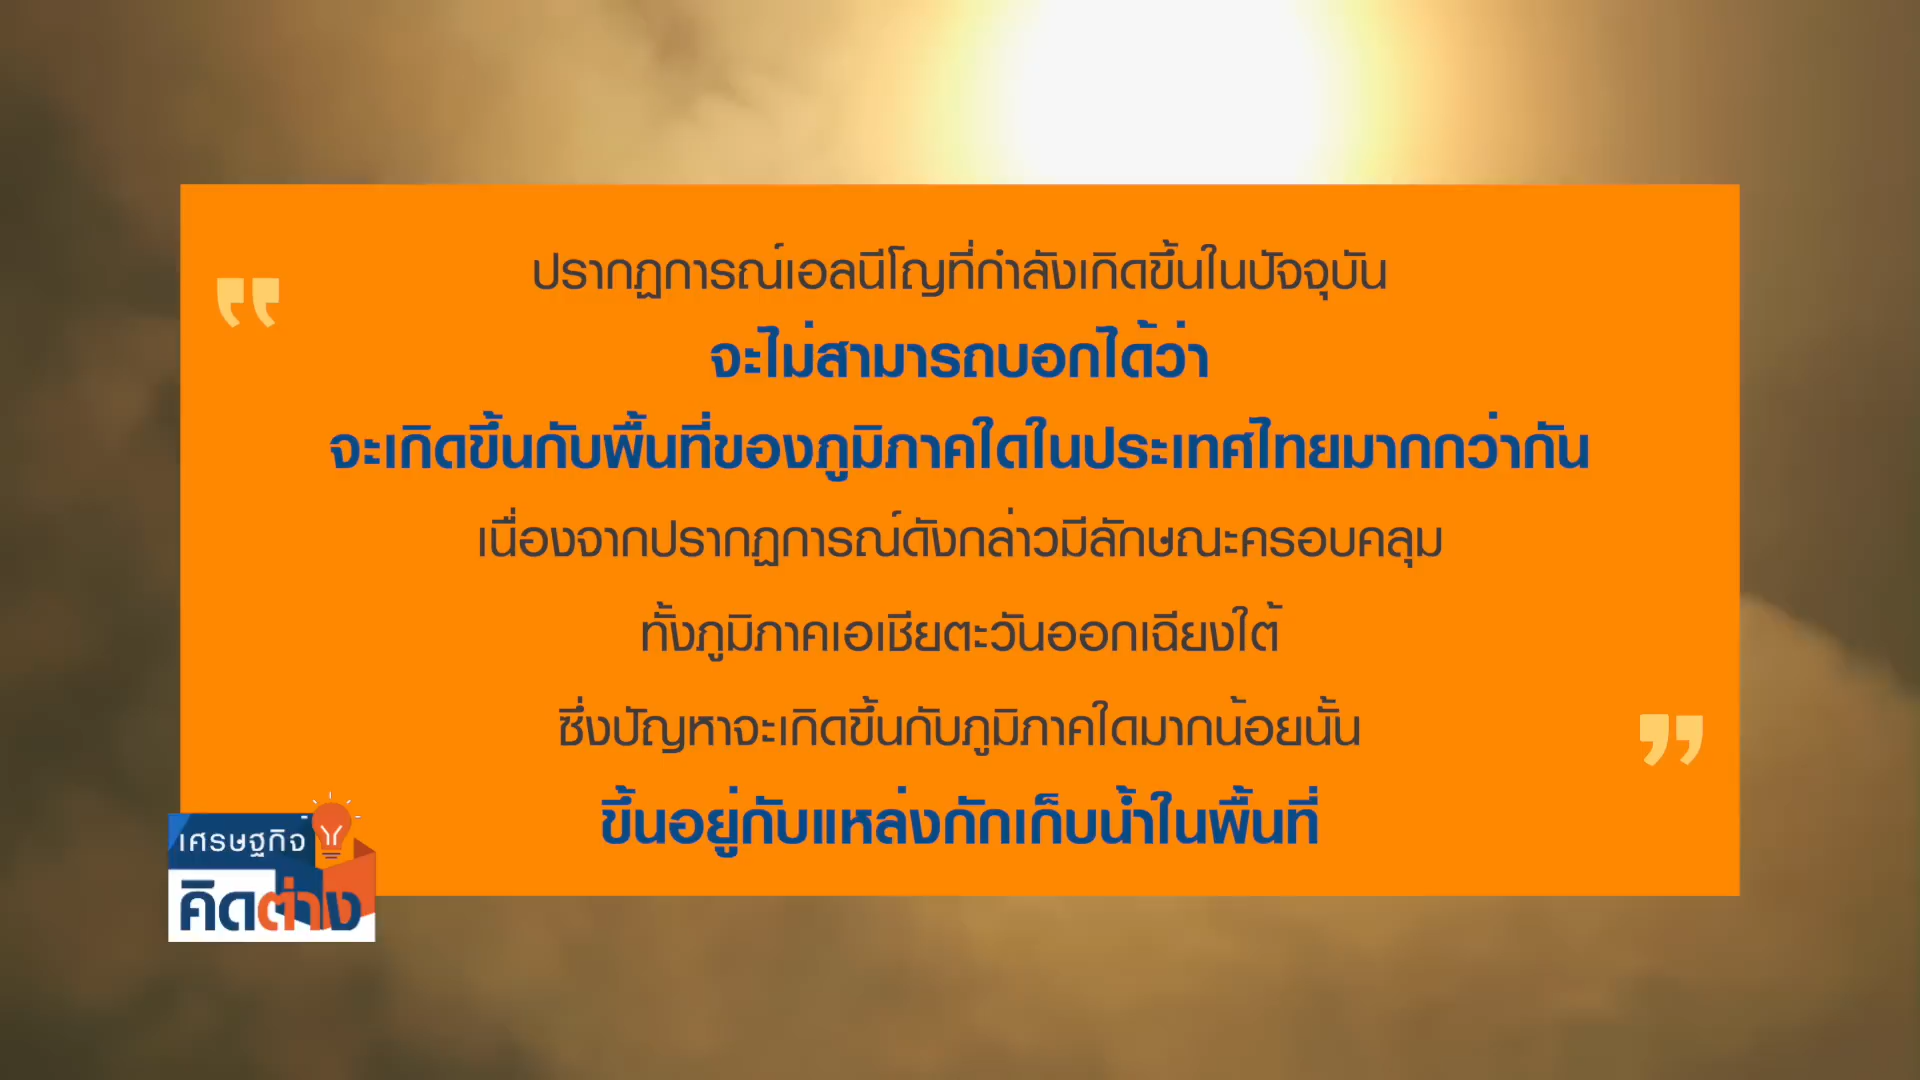 ปรากฏการณ์เอลนีโญที่กำลังเกิดขึ้นในปัจจุบัน
จะไม่สามารถบอกได้ว่า
จะเกิดขึ้นกับพื้นที่ของภูมิภาคใดในประเทศไทยมากกว่ากัน
เนื่องจากปรากฏการณ์ดังกล่าวมีลักษณะครอบคลุม
ทั้งภูมิภาคเอเชียตะวันออกเฉียงใต้
ซึ่งปัญหาจะเกิดขึ้นกับภูมิภาคใดมากน้อยนั้น
ขึ้นอยู่กับแหล่งกักเก็บน้ำในพื้นที่
เศรษฐกิจ
คิดต่าง